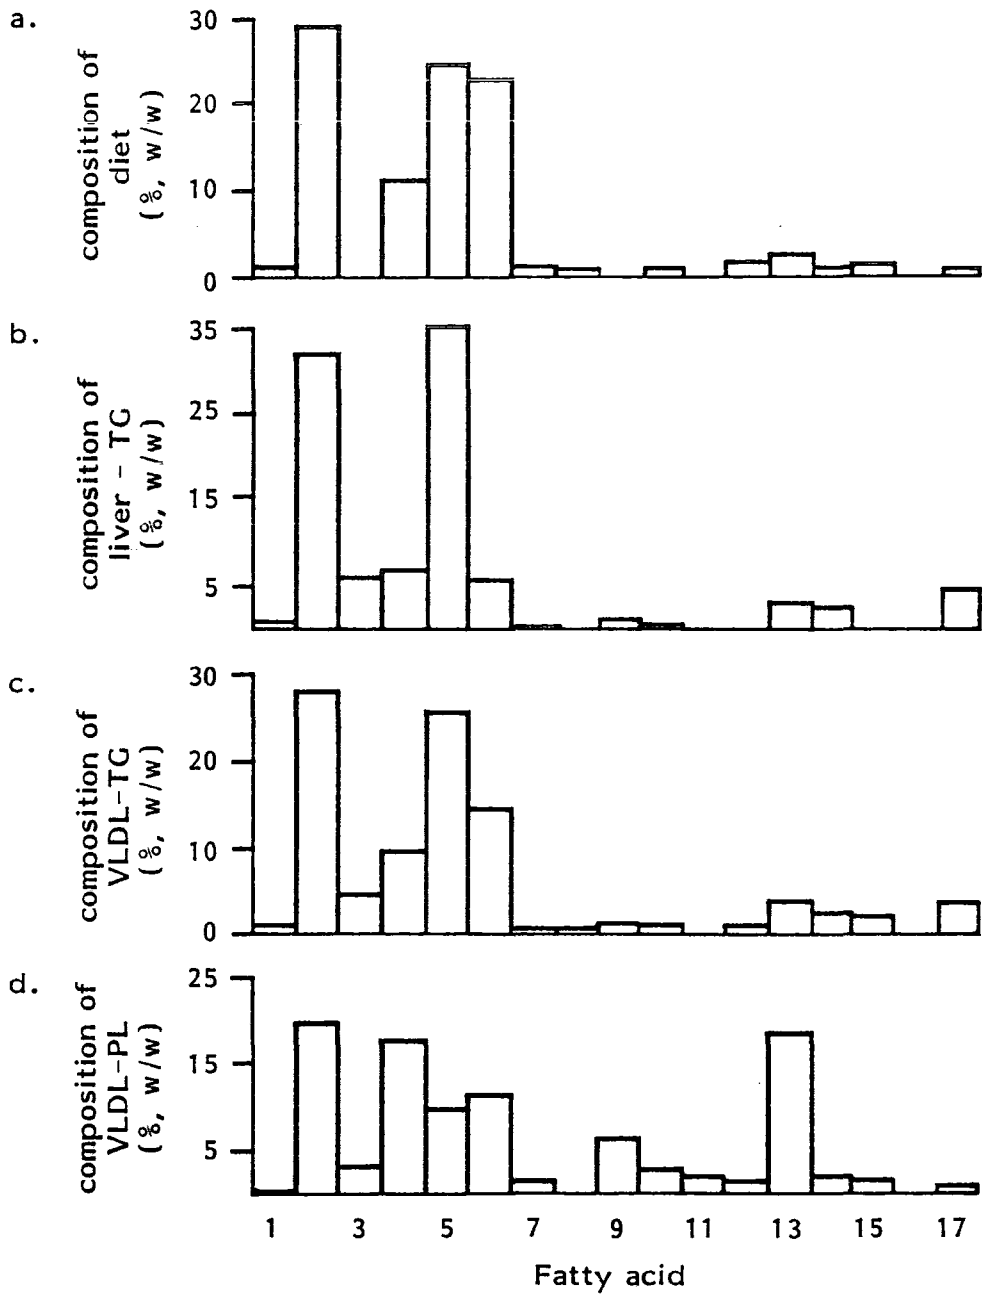 a.
composition of
diet
(%, w/w)
30
20
10
0
b.
composition of
liver - TG
(%, w/w)
35
25
15
5
c.
composition of
VLDL-TG
(%, w/w)
30
20
10
0
d.
composition of
VLDL-PL
(%, w/w)
25
15
5
1 3 5 7 9 11 13 15 17
Fatty acid